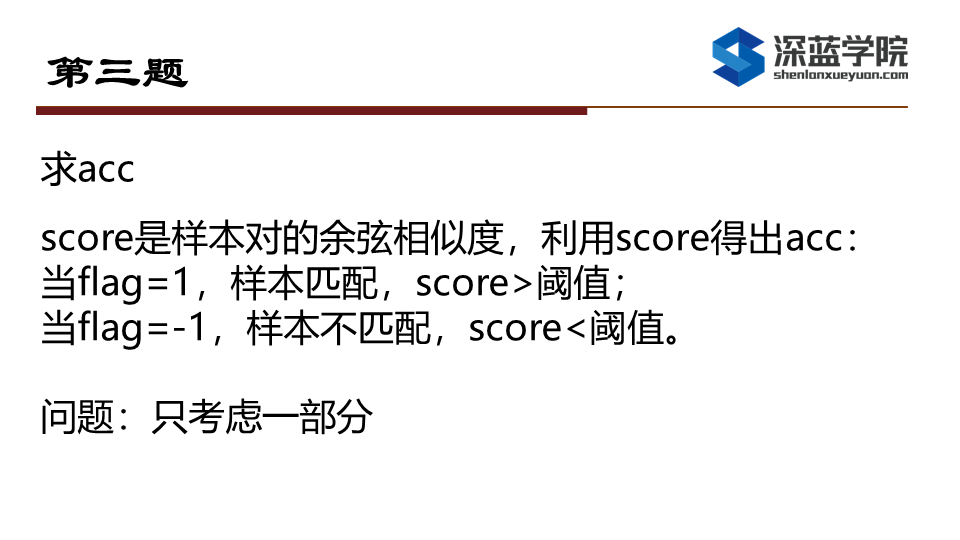 第三题
深蓝学院
shenlanxueyuan.com
求acc
score是样本对的余弦相似度，利用score得出acc：
当flag=1，样本匹配，score>阈值；
当flag=-1，样本不匹配，score<阈值。
问题：只考虑一部分